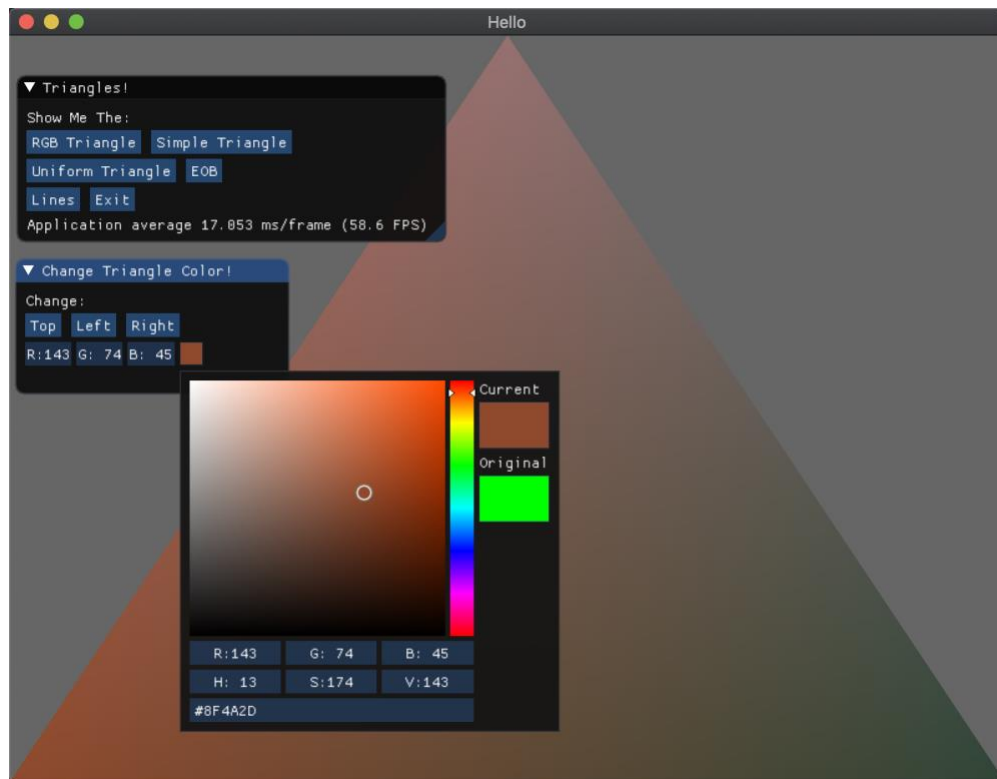 Hello
Triangles!
Show Me The:
RGB Triangle Simple Triangle
Uniform Triangle EOB
Lines Exit
Application average 17.053 ms/frame (58.6 FPS)
Change Triangle Color!
Change:
Top Left Right
R:143 G: 74 B: 45
Current
Original
R:143 G: 74 B: 45
H: 13 S:174 V:143
#8F4A2D